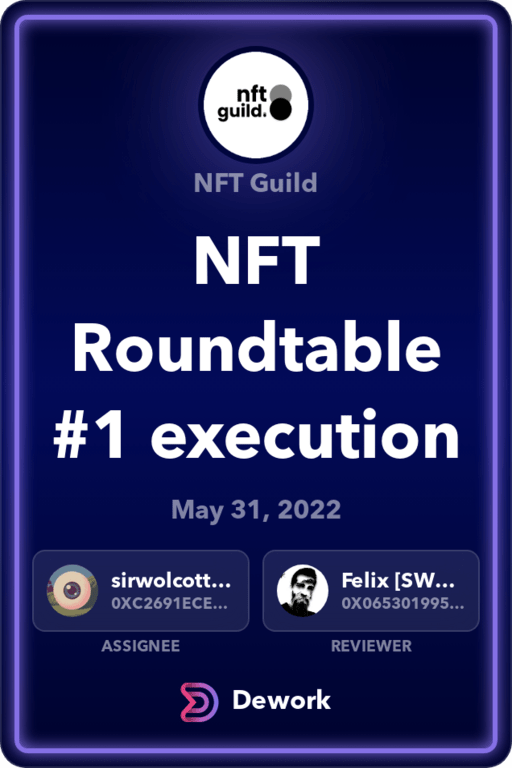 nft
guild.
NFT Guild
NFT
Roundtable
#1 execution
May 31, 2022
sirwolcott...
0XC2691ECE...
Felix [SW...
0X065301995...
ASSIGNEE
REVIEWER
Dework